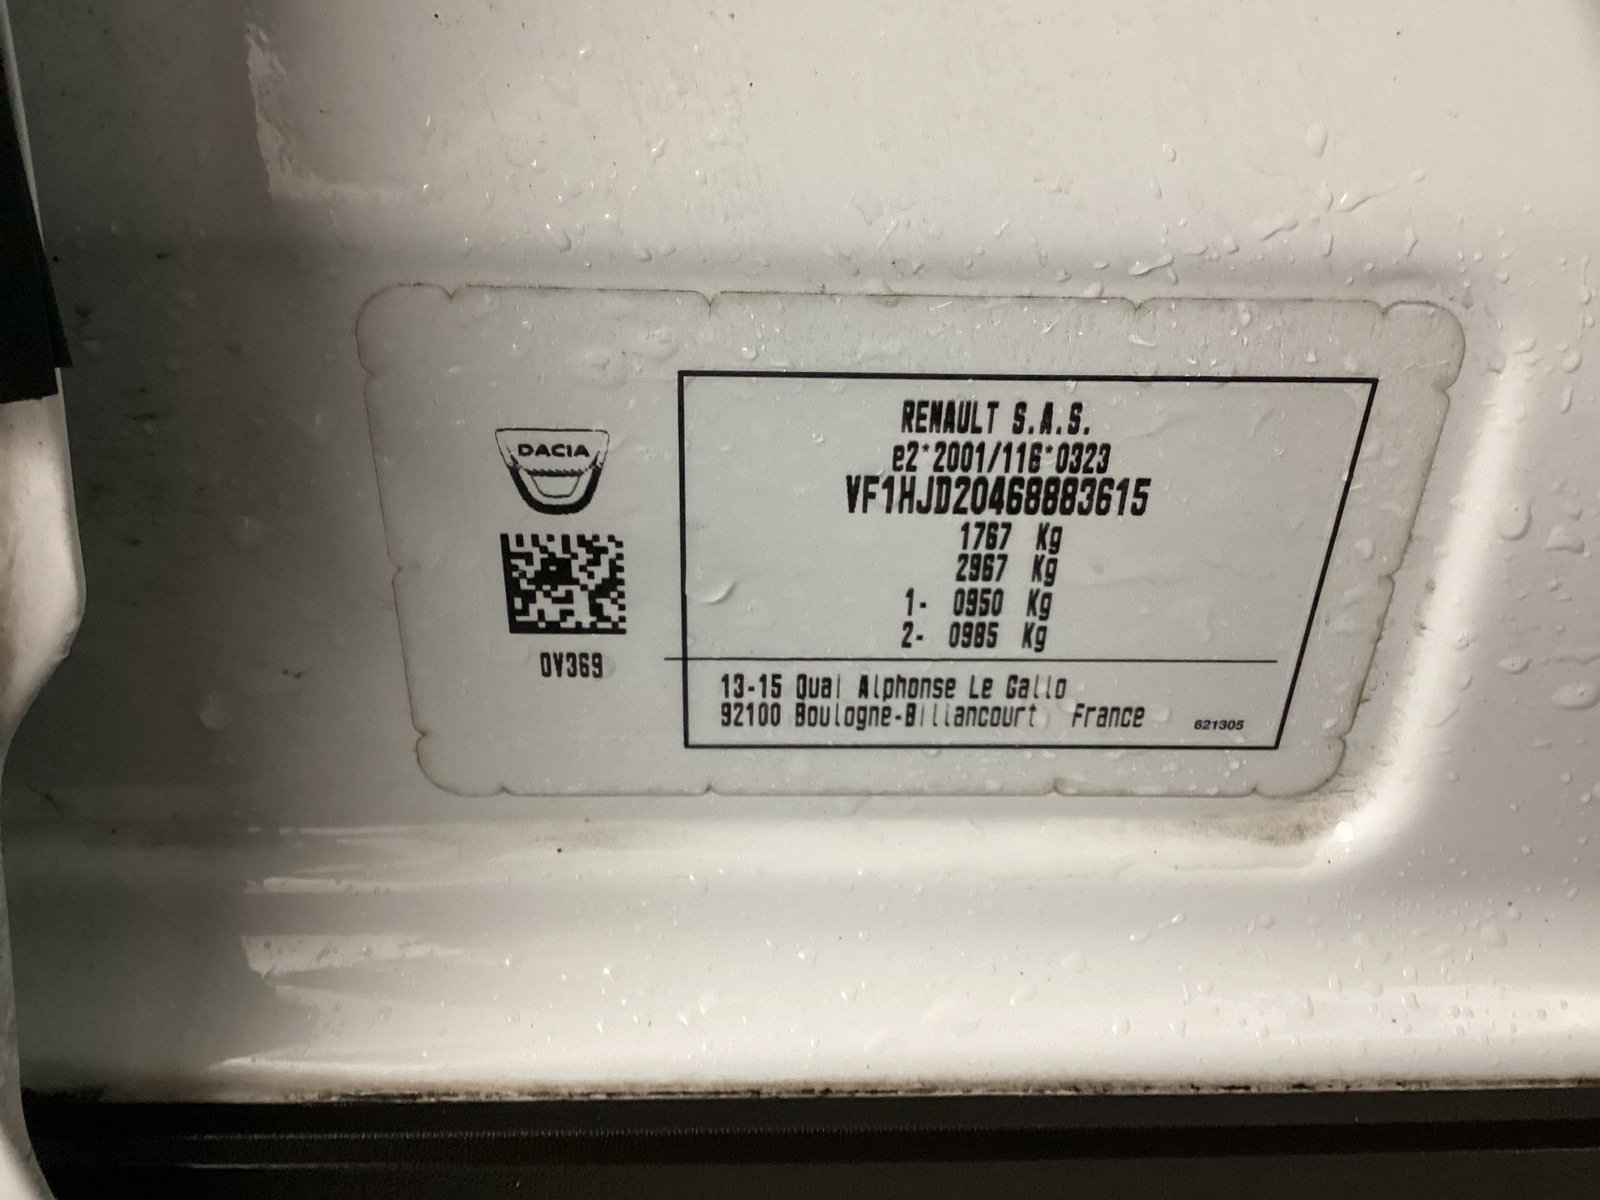 DACIA
0V369
RENAULT S.A.S.
e2*2001/116*0323
VF1HJD20468883615
1767 Kg
2967 Kg
1- 0950 Kg
2- 0985 Kg
13-15 Quai Alphonse Le Gallo
92100 Boulogne-Billancourt France
621305